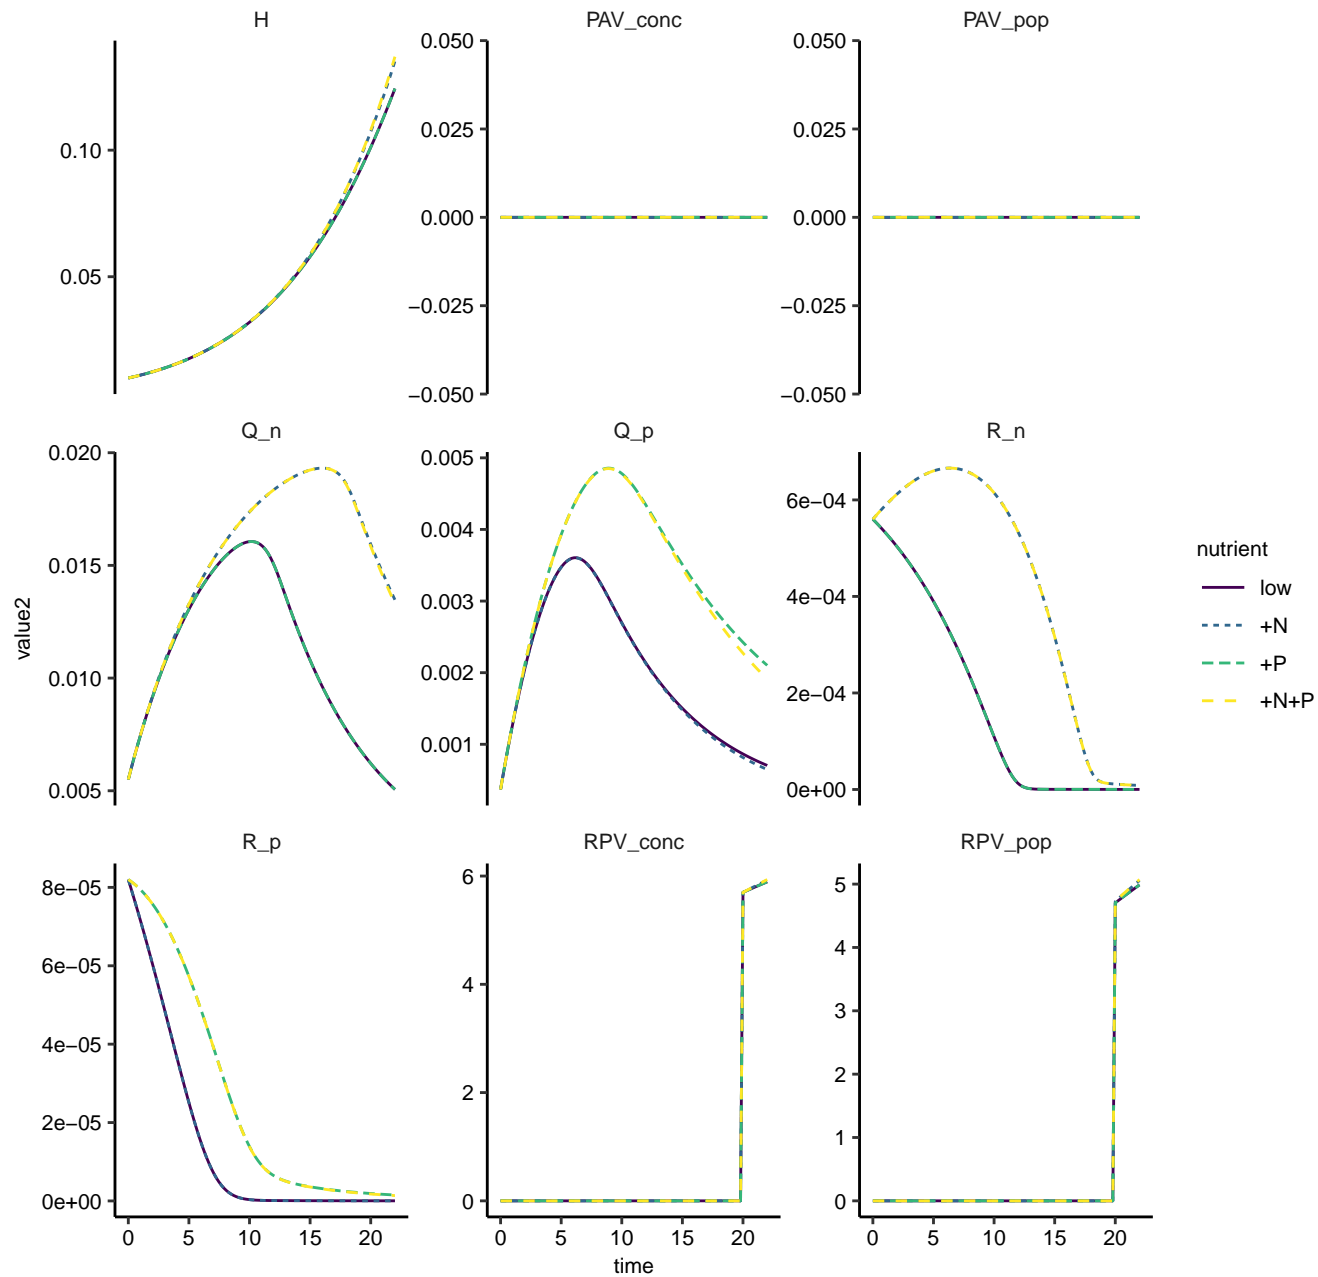 H
PAV_conc
PAV_pop
0.10
0.05
0.050
0.025
0.000
−0.025
−0.050
0.050
0.025
0.000
−0.025
−0.050
Q_n
Q_p
R_n
0.020
0.015
0.010
0.005
0.005
0.004
0.003
0.002
0.001
6e−04
4e−04
2e−04
0e+00
value2
nutrient
low
+N
+P
+N+P
R_p
RPV_conc
RPV_pop
8e−05
6e−05
4e−05
2e−05
0e+00
6
4
2
0
5
4
3
2
1
0
0 5 10 15 20
0 5 10 15 20
0 5 10 15 20
time